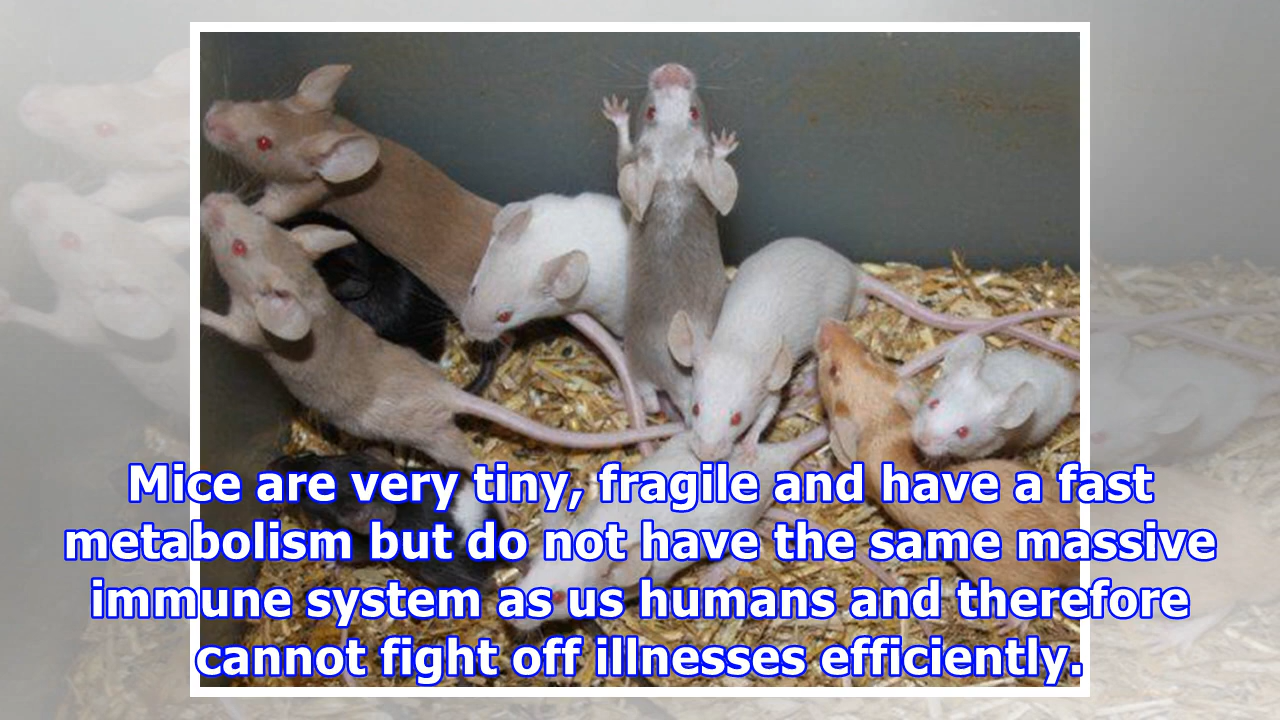 Mice are very tiny, fragile and have a fast
metabolism but do not have the same massive
immune system as us humans and therefore
cannot fight off illnesses efficiently.